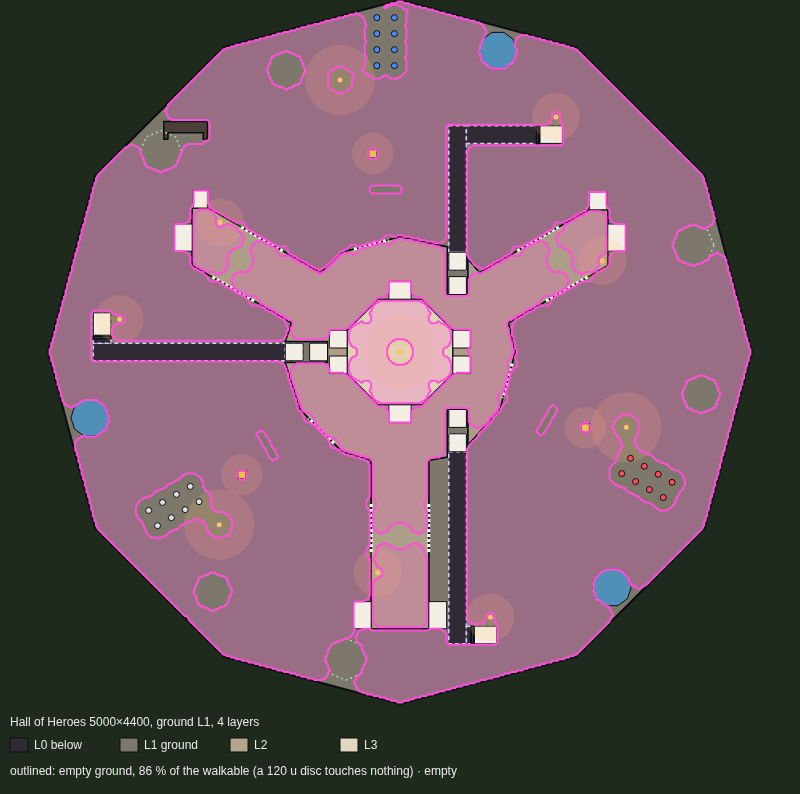 Hall of Heroes 5000×4400, ground L1, 4 layers
L0 below L1 ground L2 L3
outlined: empty ground, 86 % of the walkable (a 120 u disc touches nothing) · empty